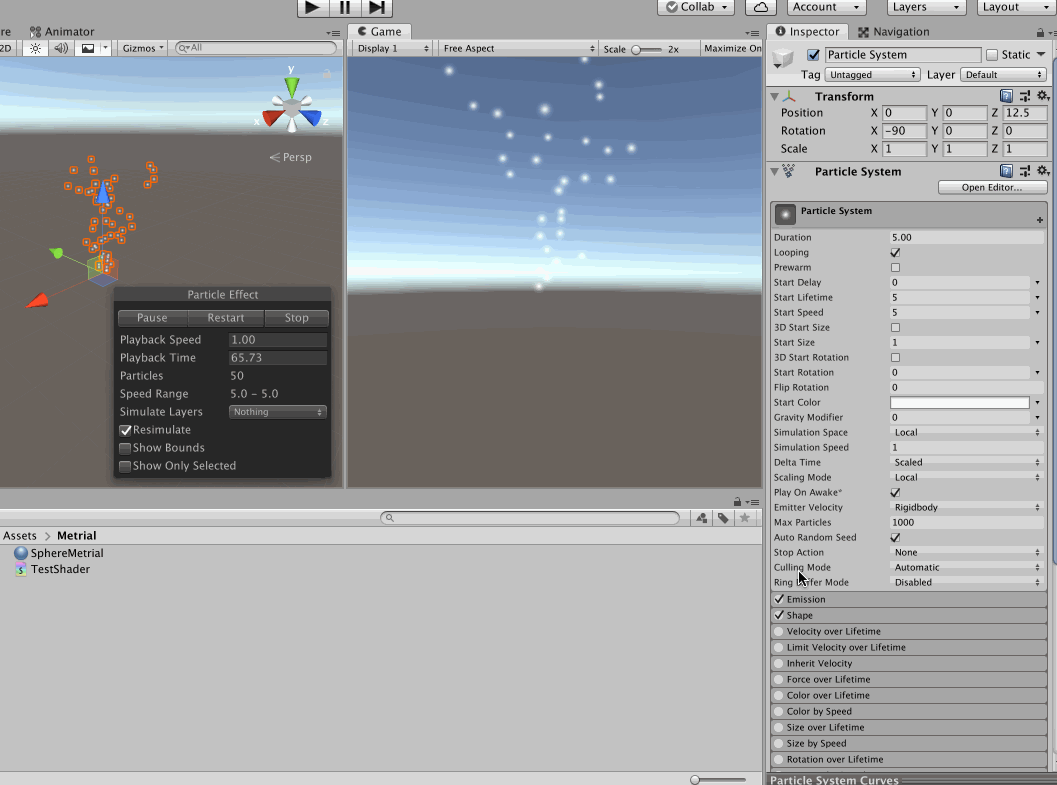 Collab
Account
Layers
Layout
re
Animator
Game
Inspector
Navigation
2D
Gizmos
All
Display 1
Free Aspect
Scale
2x
Maximize On
Particle System
Static
Tag
Untagged
Layer
Default
y
x
z
Persp
Transform
Position X 0 Y 0 Z 12.5
Rotation X -90 Y 0 Z 0
Scale X 1 Y 1 Z 1
Particle System
Open Editor...
Particle System
Duration 5.00
Looping
Prewarm
Start Delay 0
Start Lifetime 5
Start Speed 5
3D Start Size
Start Size 1
3D Start Rotation
Start Rotation 0
Flip Rotation 0
Start Color
Gravity Modifier 0
Simulation Space Local
Simulation Speed 1
Delta Time Scaled
Scaling Mode Local
Play On Awake*
Emitter Velocity Rigidbody
Max Particles 1000
Auto Random Seed
Stop Action None
Culling Mode Automatic
Ring Buffer Mode Disabled
Emission
Shape
Velocity over Lifetime
Limit Velocity over Lifetime
Inherit Velocity
Force over Lifetime
Color over Lifetime
Color by Speed
Size over Lifetime
Size by Speed
Rotation over Lifetime
Particle System Curves
Particle Effect
Pause Restart Stop
Playback Speed 1.00
Playback Time 65.73
Particles 50
Speed Range 5.0 - 5.0
Simulate Layers Nothing
Resimulate
Show Bounds
Show Only Selected
Assets > Metrial
SphereMetrial
TestShader